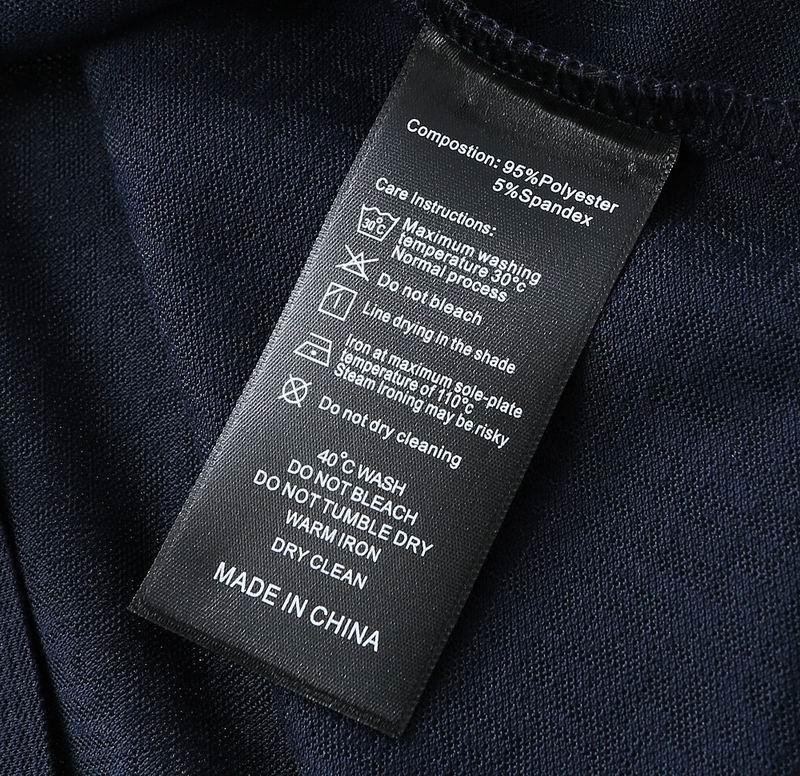 Compostion: 95%Polyester
5%Spandex
Care Instructions:
30°C
Maximum washing
temperature 30°c
Normal process
Do not bleach
Line drying in the shade
Iron at maximum sole-plate
temperature of 110°c
Steam Ironing may be risky
Do not dry cleaning
40°C WASH
DO NOT BLEACH
DO NOT TUMBLE DRY
WARM IRON
DRY CLEAN
MADE IN CHINA